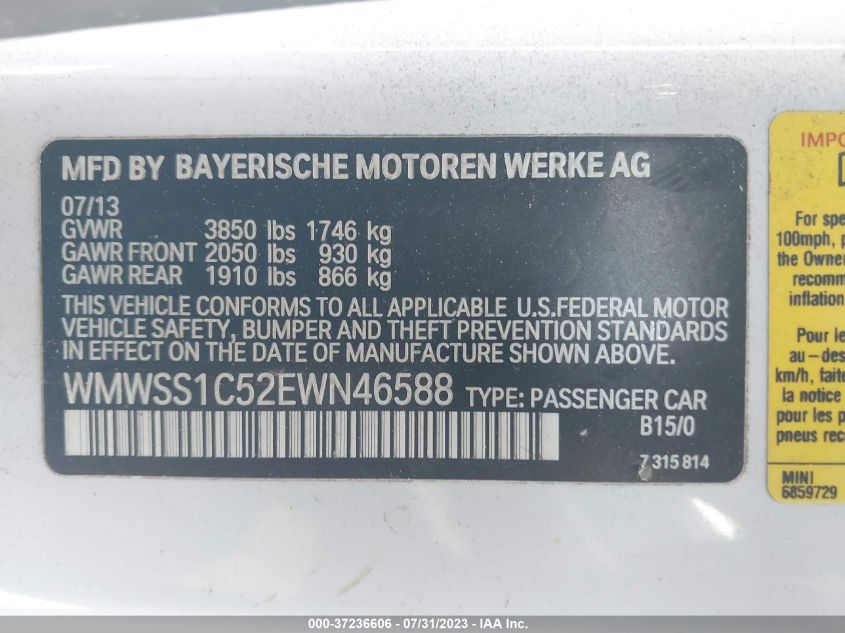 MFD BY BAYERISCHE MOTOREN WERKE AG
07/13
GVWR 3850 lbs 1746 kg
GAWR FRONT 2050 lbs 930 kg
GAWR REAR 1910 lbs 866 kg
THIS VEHICLE CONFORMS TO ALL APPLICABLE U.S.FEDERAL MOTOR
VEHICLE SAFETY, BUMPER AND THEFT PREVENTION STANDARDS
IN EFFECT ON THE DATE OF MANUFACTURE SHOWN ABOVE.
WMWSS1C52EWN46588 TYPE: PASSENGER CAR
B15/0
7 315 814
IMPO
For spe
100mph, p
the Owner
recomm
inflation
Pour le
au – des
km/h, faite
la notice
pour les p
pneus rec
MINI
6859729
000-37236606 - 07/31/2023 - IAA Inc.